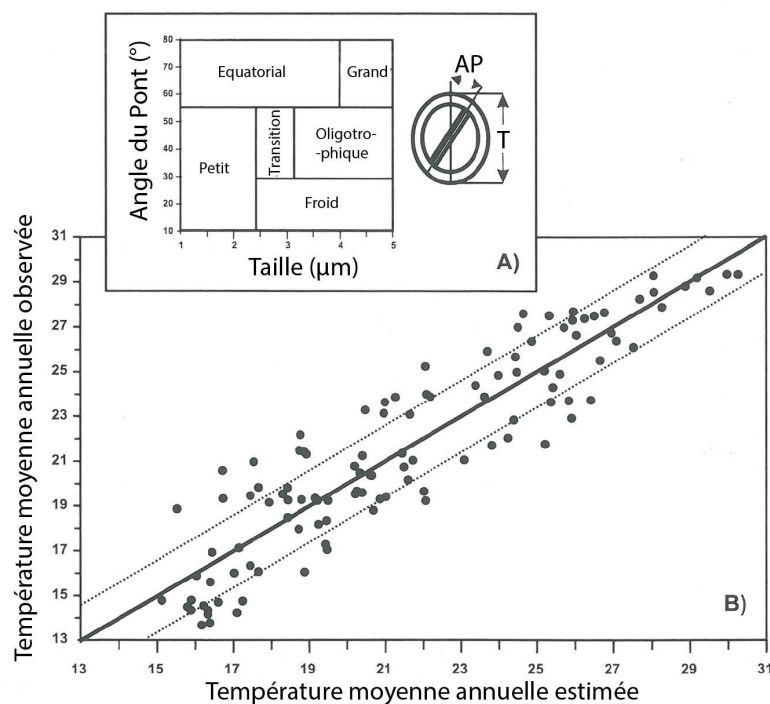 Angle du Pont (°)
80
70
60
50
40
30
20
10
Equatorial
Grand
Petit
Transition
Oligotro-
-phique
Froid
1
2
3
4
5
Taille (µm)
AP
T
A)
Température moyenne annuelle observée
31
29
27
25
23
21
19
17
15
13
B)
13
15
17
19
21
23
25
27
29
31
Température moyenne annuelle estimée